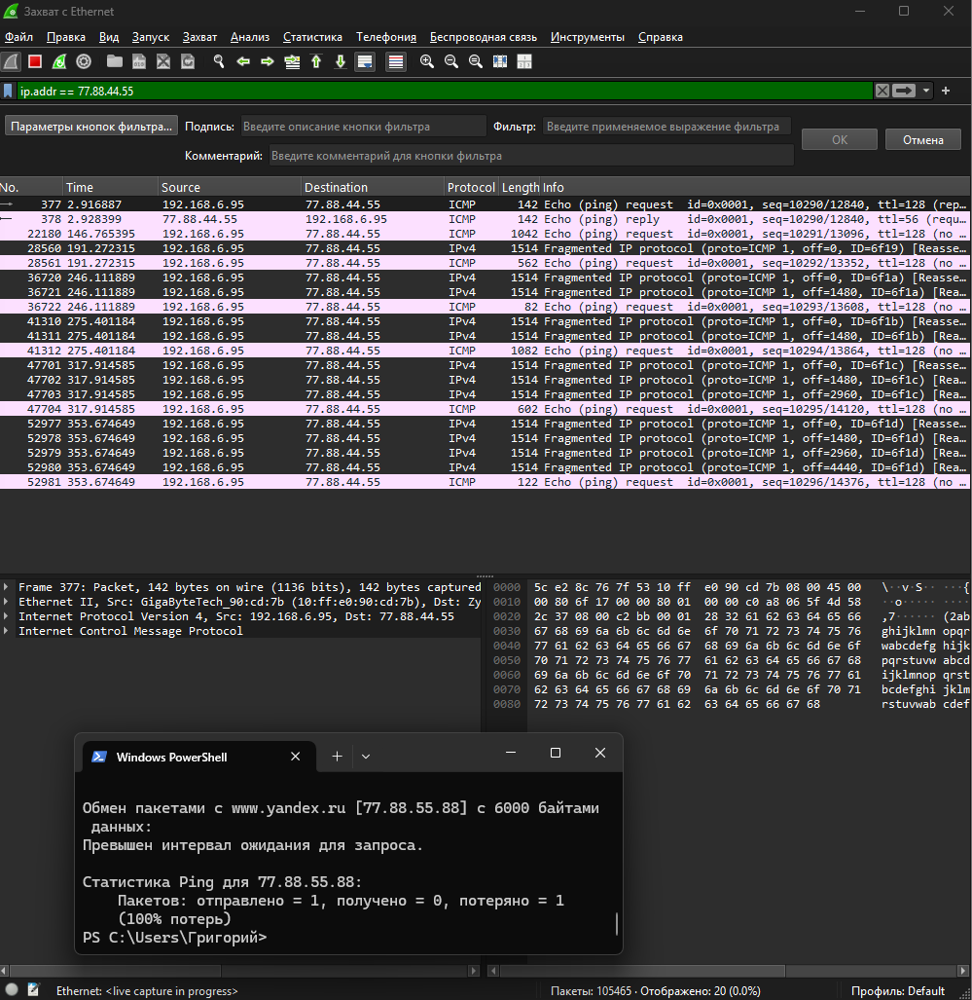 Захват с Ethernet
Файл Правка Вид Запуск Захват Анализ Статистика Телефония Беспроводная связь Инструменты Справка
ip.addr == 77.88.44.55
Параметры кнопок фильтра... Подпись: Введите описание кнопки фильтра Фильтр: Введите применяемое выражение фильтра OK Отмена
Комментарий: Введите комментарий для кнопки фильтра
No. Time Source Destination Protocol Length Info
377 2.916887 192.168.6.95 77.88.44.55 ICMP 142 Echo (ping) request id=0x0001, seq=10290/12840, ttl=128 (rep…
378 2.928399 77.88.44.55 192.168.6.95 ICMP 142 Echo (ping) reply id=0x0001, seq=10290/12840, ttl=56 (requ…
22180 146.765395 192.168.6.95 77.88.44.55 ICMP 1042 Echo (ping) request id=0x0001, seq=10291/13096, ttl=128 (no …
28560 191.272315 192.168.6.95 77.88.44.55 IPv4 1514 Fragmented IP protocol (proto=ICMP 1, off=0, ID=6f19) [Reasse…
28561 191.272315 192.168.6.95 77.88.44.55 ICMP 562 Echo (ping) request id=0x0001, seq=10292/13352, ttl=128 (no …
36720 246.111889 192.168.6.95 77.88.44.55 IPv4 1514 Fragmented IP protocol (proto=ICMP 1, off=0, ID=6f1a) [Reasse…
36721 246.111889 192.168.6.95 77.88.44.55 IPv4 1514 Fragmented IP protocol (proto=ICMP 1, off=1480, ID=6f1a) [Rea…
36722 246.111889 192.168.6.95 77.88.44.55 ICMP 82 Echo (ping) request id=0x0001, seq=10293/13608, ttl=128 (no …
41310 275.401184 192.168.6.95 77.88.44.55 IPv4 1514 Fragmented IP protocol (proto=ICMP 1, off=0, ID=6f1b) [Reasse…
41311 275.401184 192.168.6.95 77.88.44.55 IPv4 1514 Fragmented IP protocol (proto=ICMP 1, off=1480, ID=6f1b) [Rea…
41312 275.401184 192.168.6.95 77.88.44.55 ICMP 1082 Echo (ping) request id=0x0001, seq=10294/13864, ttl=128 (no …
47701 317.914585 192.168.6.95 77.88.44.55 IPv4 1514 Fragmented IP protocol (proto=ICMP 1, off=0, ID=6f1c) [Reasse…
47702 317.914585 192.168.6.95 77.88.44.55 IPv4 1514 Fragmented IP protocol (proto=ICMP 1, off=1480, ID=6f1c) [Rea…
47703 317.914585 192.168.6.95 77.88.44.55 IPv4 1514 Fragmented IP protocol (proto=ICMP 1, off=2960, ID=6f1c) [Rea…
47704 317.914585 192.168.6.95 77.88.44.55 ICMP 602 Echo (ping) request id=0x0001, seq=10295/14120, ttl=128 (no …
52977 353.674649 192.168.6.95 77.88.44.55 IPv4 1514 Fragmented IP protocol (proto=ICMP 1, off=0, ID=6f1d) [Reasse…
52978 353.674649 192.168.6.95 77.88.44.55 IPv4 1514 Fragmented IP protocol (proto=ICMP 1, off=1480, ID=6f1d) [Rea…
52979 353.674649 192.168.6.95 77.88.44.55 IPv4 1514 Fragmented IP protocol (proto=ICMP 1, off=2960, ID=6f1d) [Rea…
52980 353.674649 192.168.6.95 77.88.44.55 IPv4 1514 Fragmented IP protocol (proto=ICMP 1, off=4440, ID=6f1d) [Rea…
52981 353.674649 192.168.6.95 77.88.44.55 ICMP 122 Echo (ping) request id=0x0001, seq=10296/14376, ttl=128 (no …
Frame 377: Packet, 142 bytes on wire (1136 bits), 142 bytes captured
Ethernet II, Src: GigaByteTech_90:cd:7b (10:ff:e0:90:cd:7b), Dst: Zy
Internet Protocol Version 4, Src: 192.168.6.95, Dst: 77.88.44.55
Internet Control Message Protocol
0000 5c e2 8c 76 7f 53 10 ff e0 90 cd 7b 08 00 45 00 \··v·S·· ···{
0010 00 80 6f 17 00 00 80 01 00 00 c0 a8 06 5f 4d 58 ··o····· ····
0020 2c 37 08 00 c2 bb 00 01 28 32 61 62 63 64 65 66 ,7······ (2ab
0030 67 68 69 6a 6b 6c 6d 6e 6f 70 71 72 73 74 75 76 ghijklmn opqr
0040 77 61 62 63 64 65 66 67 68 69 6a 6b 6c 6d 6e 6f wabcdefg hijk
0050 70 71 72 73 74 75 76 77 61 62 63 64 65 66 67 68 pqrstuvw abcd
0060 69 6a 6b 6c 6d 6e 6f 70 71 72 73 74 75 76 77 61 ijklmnop qrst
0070 62 63 64 65 66 67 68 69 6a 6b 6c 6d 6e 6f 70 71 bcdefghi jklm
0080 72 73 74 75 76 77 61 62 63 64 65 66 67 68 rstuvwab cdef
Windows PowerShell
Обмен пакетами с www.yandex.ru [77.88.55.88] с 6000 байтами
данных:
Превышен интервал ожидания для запроса.
Статистика Ping для 77.88.55.88:
Пакетов: отправлено = 1, получено = 0, потеряно = 1
(100% потерь)
PS C:\Users\Григорий>
Ethernet: <live capture in progress> Пакеты: 105465 · Отображено: 20 (0.0%) Профиль: Default